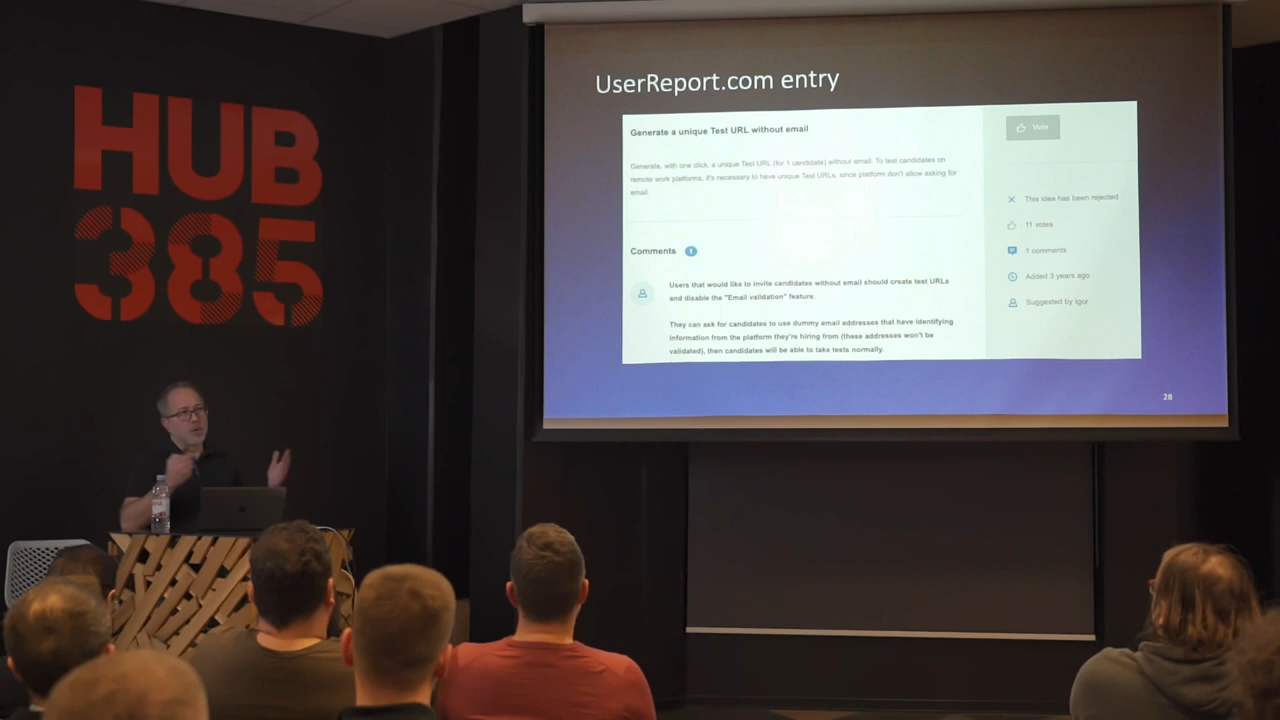 HUB
385
UserReport.com entry
Generate a unique Test URL without email
Generate, with one click, a unique Test URL (for 1 candidate) without email. To test candidates on
remote work platforms, it's necessary to have unique Test URLs, since platform don't allow asking for
email.
Comments 1
Users that would like to invite candidates without email should create test URLs
and disable the "Email validation" feature.
They can ask for candidates to use dummy email addresses that have identifying
information from the platform they're hiring from (these addresses won't be
validated), then candidates will be able to take tests normally.
Vote
This idea has been rejected
11 votes
1 comments
Added 3 years ago
Suggested by Igor
28